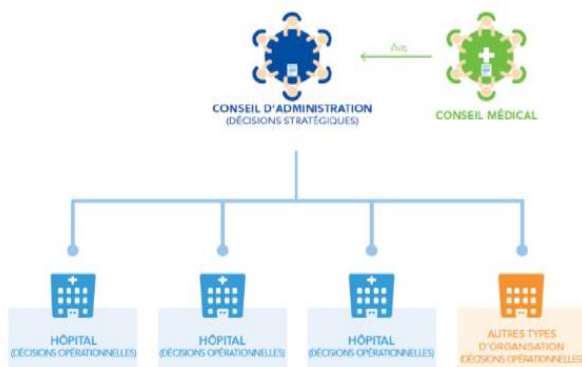 Avis
CONSEIL D'ADMINISTRATION
(DÉCISIONS STRATÉGIQUES)
CONSEIL MÉDICAL
HÔPITAL
(DÉCISIONS OPÉRATIONNELLES)
HÔPITAL
(DÉCISIONS OPÉRATIONNELLES)
HÔPITAL
(DÉCISIONS OPÉRATIONNELLES)
AUTRES TYPES
D'ORGANISATION
(DÉCISIONS OPÉRATIONNELLES)